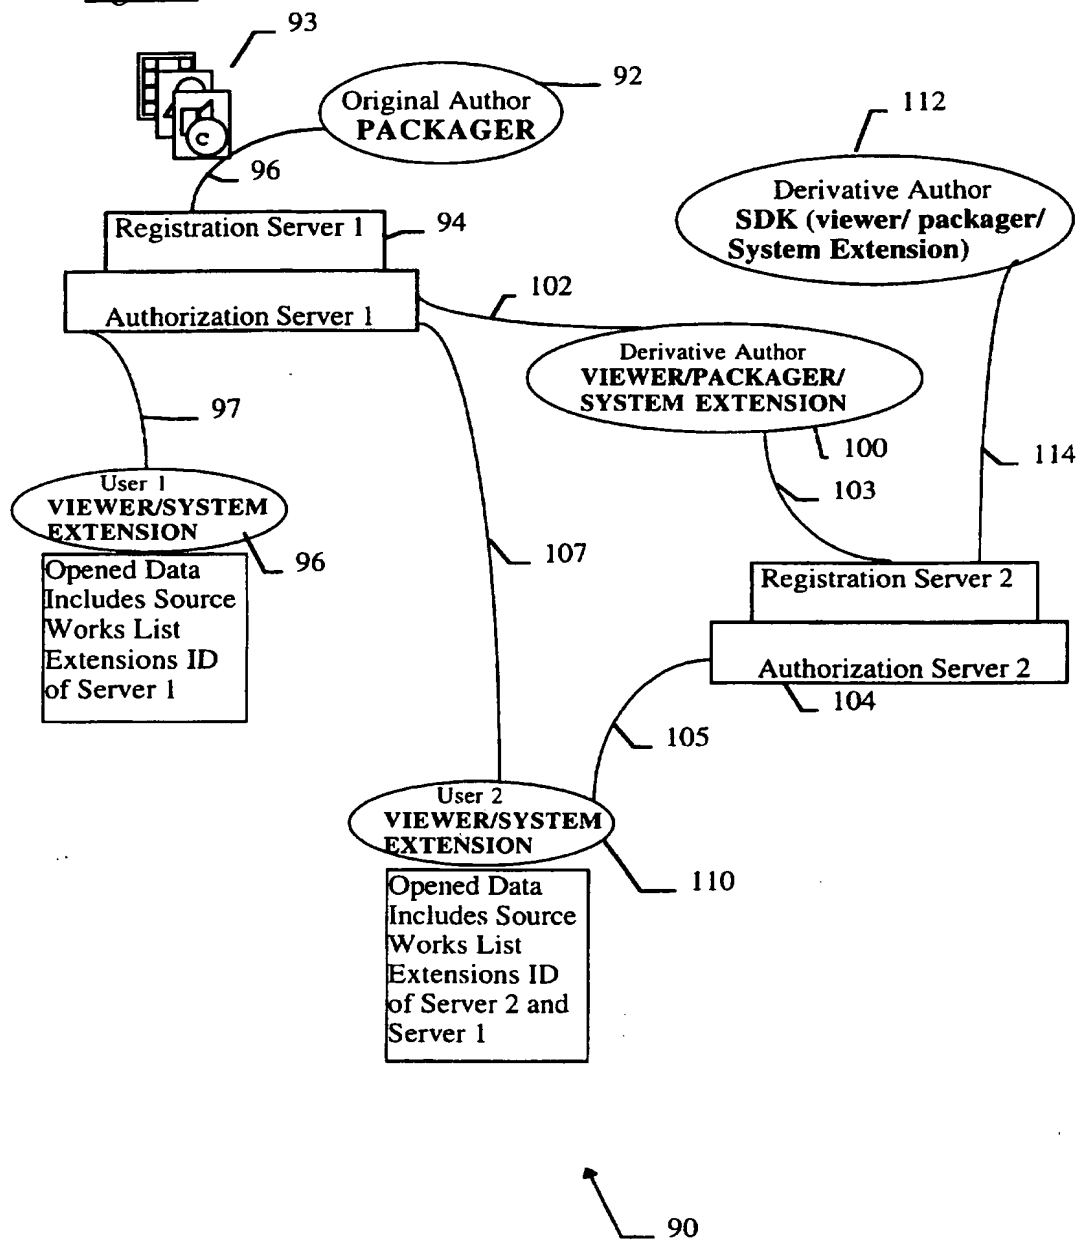 93
92
Original Author
PACKAGER
112
C
96
Derivative Author
SDK (viewer/ packager/
System Extension)
Registration Server 1
94
102
Authorization Server 1
Derivative Author
VIEWER/PACKAGER/
SYSTEM EXTENSION
97
100
114
103
User 1
VIEWER/SYSTEM
EXTENSION
96
107
Opened Data
Includes Source
Works List
Extensions ID
of Server 1
Registration Server 2
Authorization Server 2
104
105
User 2
VIEWER/SYSTEM
EXTENSION
110
Opened Data
Includes Source
Works List
Extensions ID
of Server 2 and
Server 1
90